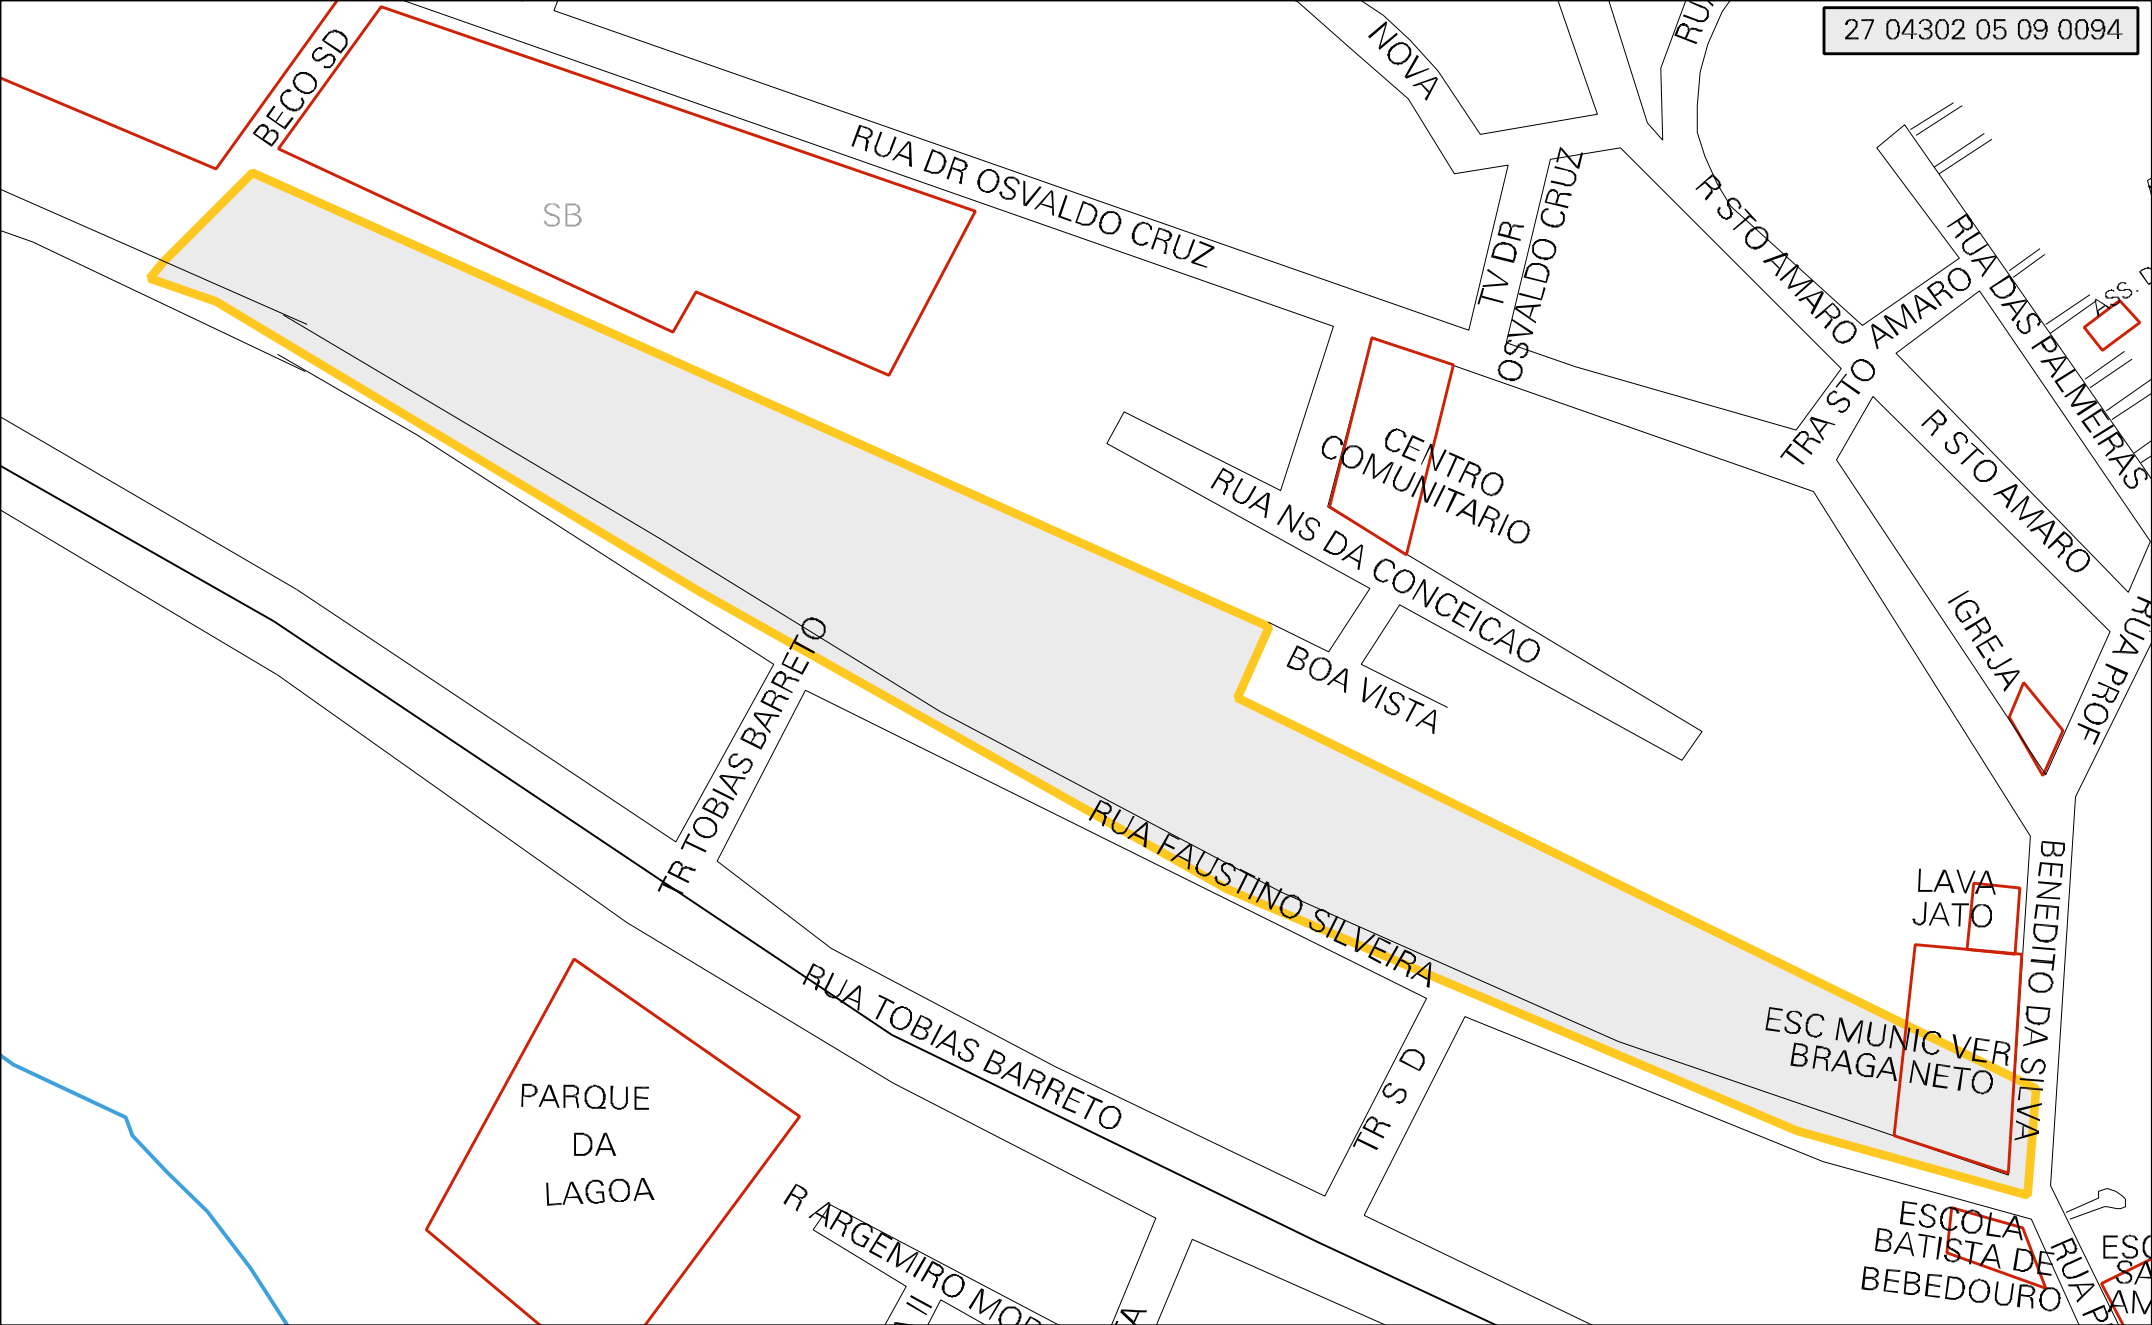 27 04302 05 09 0094
BECO SD
NOVA
SB
RUA DR OSVALDO CRUZ
TV DR
OSVALDO CRUZ
R STO AMARO
TRA STO AMARO
RUA DAS PALMEIRAS
ASS.
CENTRO
COMUNITARIO
R STO AMARO
RUA NS DA CONCEICAO
BOA VISTA
IGREJA
RUA PROF
BENEDITO DA SILVA
TR TOBIAS BARRETO
RUA FAUSTINO SILVEIRA
LAVA
JATO
ESC MUNIC VER
BRAGA NETO
RUA TOBIAS BARRETO
TR S D
PARQUE
DA
LAGOA
R ARGEMIRO
ESCOLA
BATISTA DE
BEBEDOURO
RUA